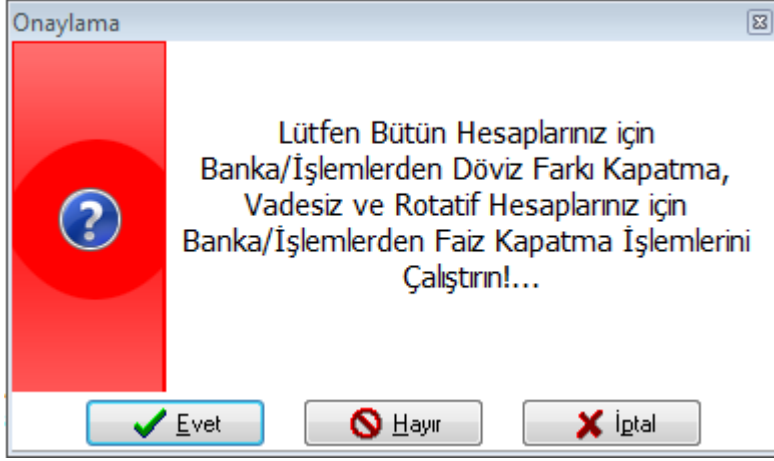 Onaylama
Lütfen Bütün Hesaplarınız için
Banka/İşlemlerden Döviz Farkı Kapatma,
Vadesiz ve Rotatif Hesaplarınız için
Banka/İşlemlerden Faiz Kapatma İşlemlerini
Çalıştırın!...
Evet
Hayır
İptal